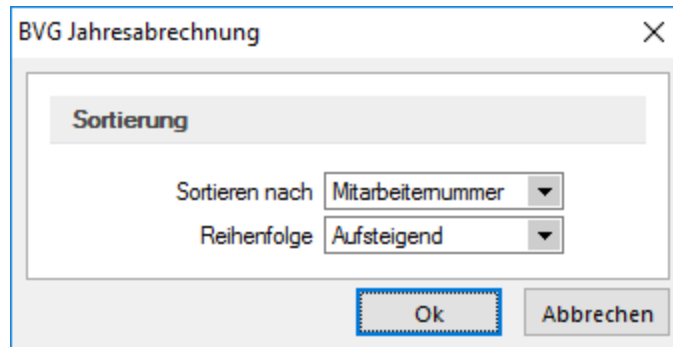 BVG Jahresabrechnung
Sortierung
Sortieren nach Mitarbeiternummer
Reihenfolge Aufsteigend
Ok Abbrechen